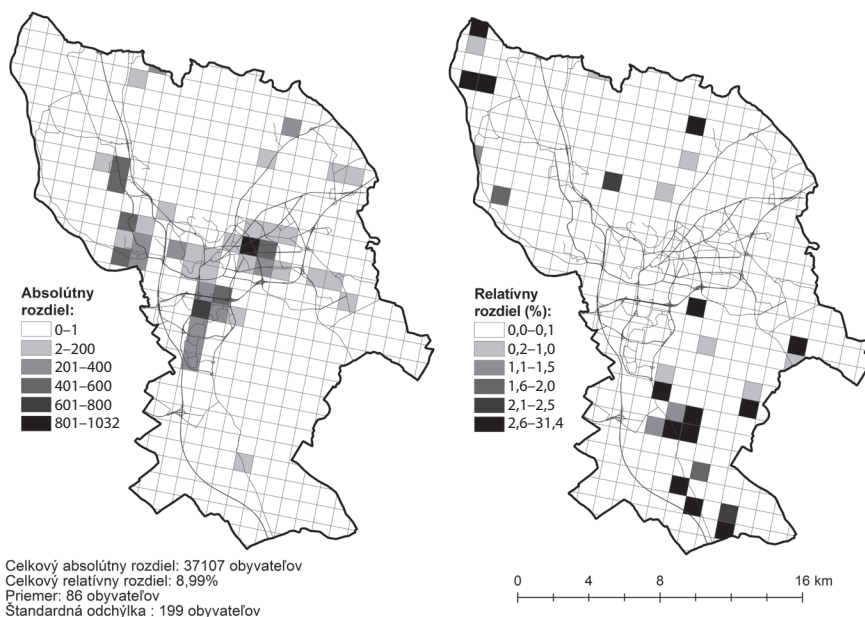 Absolútny
rozdiel:
0–1
2–200
201–400
401–600
601–800
801–1032
Relatívny
rozdiel (%):
0,0–0,1
0,2–1,0
1,1–1,5
1,6–2,0
2,1–2,5
2,6–31,4
Celkový absolútny rozdiel: 37107 obyvateľov
Celkový relatívny rozdiel: 8,99%
Priemer: 86 obyvateľov
Štandardná odchýlka : 199 obyvateľov
0 4 8 16 km